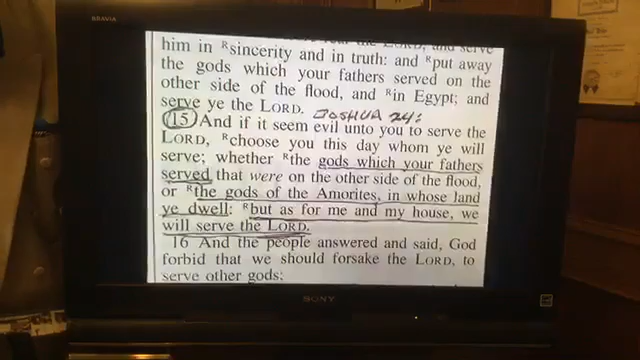 BRAVIA
LORD, and serve
him in ᴿsincerity and in truth: and ᴿput away
the gods which your fathers served on the
other side of the flood, and ᴿin Egypt; and
serve ye the LORD. JOSHUA 24:
15 And if it seem evil unto you to serve the
LORD, ᴿchoose you this day whom ye will
serve; whether ᴿthe gods which your fathers
served that were on the other side of the flood,
or ᴿthe gods of the Amorites, in whose land
ye dwell: ᴿbut as for me and my house, we
will serve the LORD.
16 And the people answered and said, God
forbid that we should forsake the LORD, to
serve other gods;
SONY